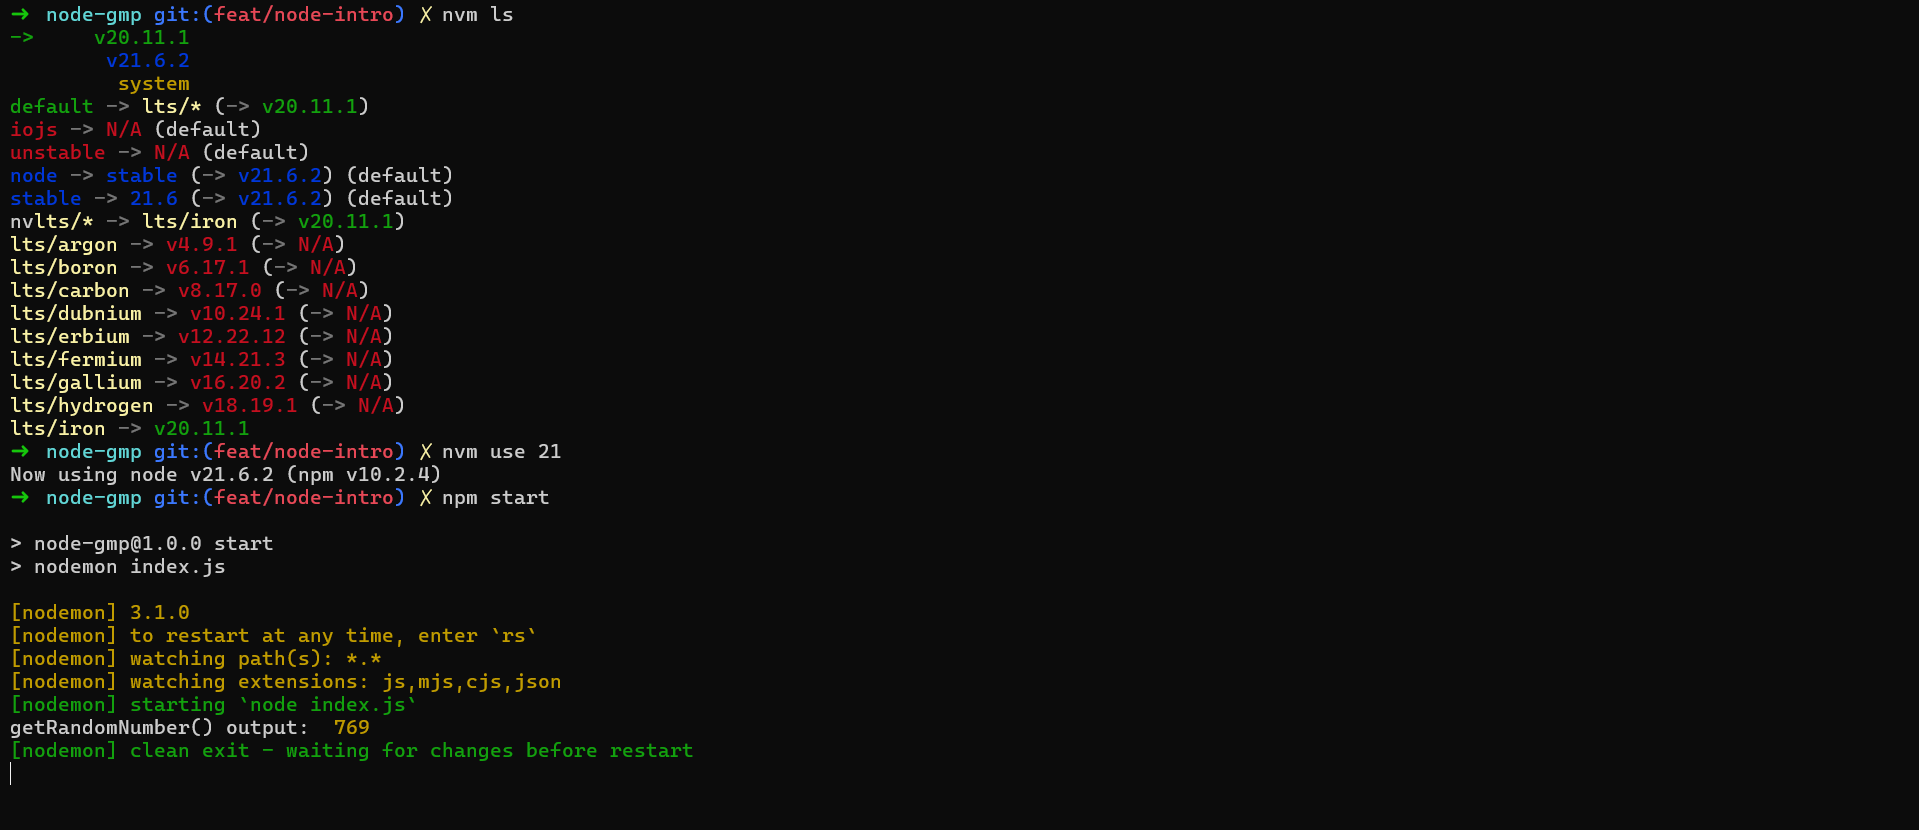 ➜  node-gmp git:(feat/node-intro) ✗ nvm ls
->     v20.11.1
        v21.6.2
         system
default -> lts/* (-> v20.11.1)
iojs -> N/A (default)
unstable -> N/A (default)
node -> stable (-> v21.6.2) (default)
stable -> 21.6 (-> v21.6.2) (default)
nvlts/* -> lts/iron (-> v20.11.1)
lts/argon -> v4.9.1 (-> N/A)
lts/boron -> v6.17.1 (-> N/A)
lts/carbon -> v8.17.0 (-> N/A)
lts/dubnium -> v10.24.1 (-> N/A)
lts/erbium -> v12.22.12 (-> N/A)
lts/fermium -> v14.21.3 (-> N/A)
lts/gallium -> v16.20.2 (-> N/A)
lts/hydrogen -> v18.19.1 (-> N/A)
lts/iron -> v20.11.1
➜  node-gmp git:(feat/node-intro) ✗ nvm use 21
Now using node v21.6.2 (npm v10.2.4)
➜  node-gmp git:(feat/node-intro) ✗ npm start
> node-gmp@1.0.0 start
> nodemon index.js
[nodemon] 3.1.0
[nodemon] to restart at any time, enter `rs`
[nodemon] watching path(s): *.*
[nodemon] watching extensions: js,mjs,cjs,json
[nodemon] starting `node index.js`
getRandomNumber() output:  769
[nodemon] clean exit - waiting for changes before restart